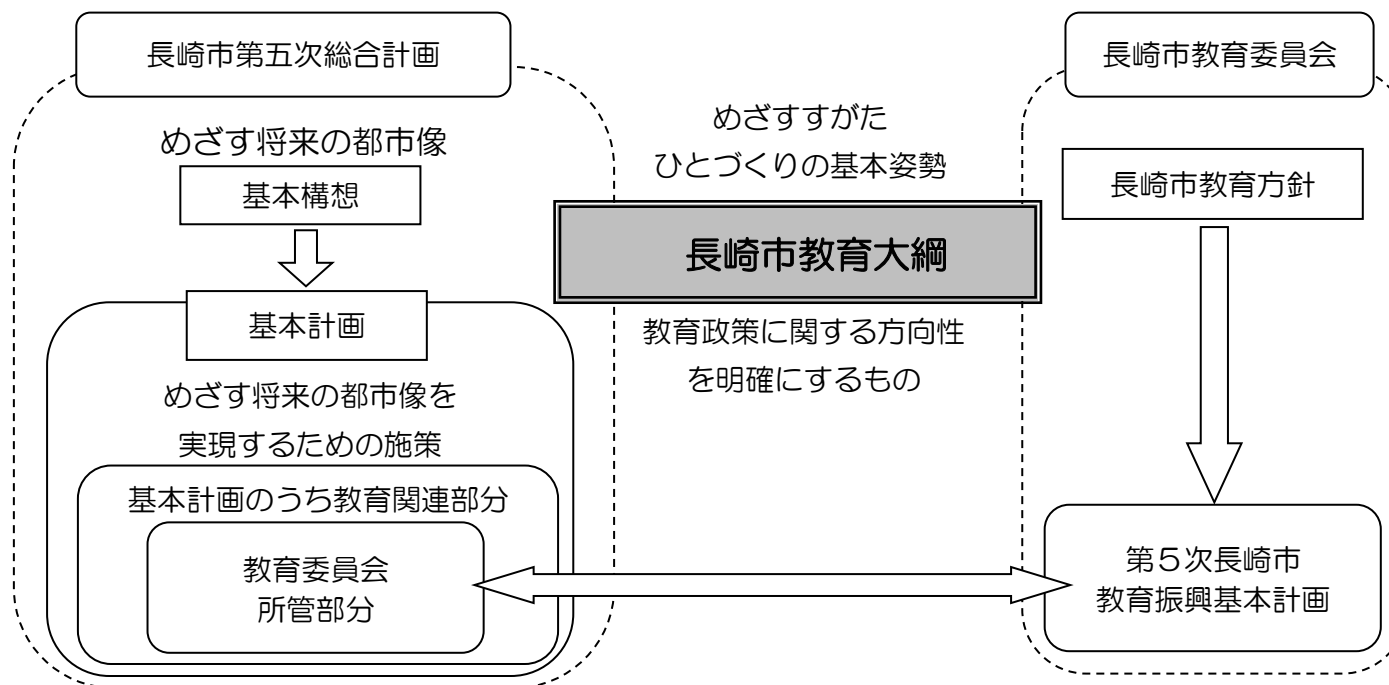 長崎市第五次総合計画
めざす将来の都市像
基本構想
基本計画
めざす将来の都市像を
実現するための施策
基本計画のうち教育関連部分
教育委員会
所管部分
めざすすがた
ひとづくりの基本姿勢
長崎市教育大綱
教育政策に関する方向性
を明確にするもの
長崎市教育委員会
長崎市教育方針
第5次長崎市
教育振興基本計画